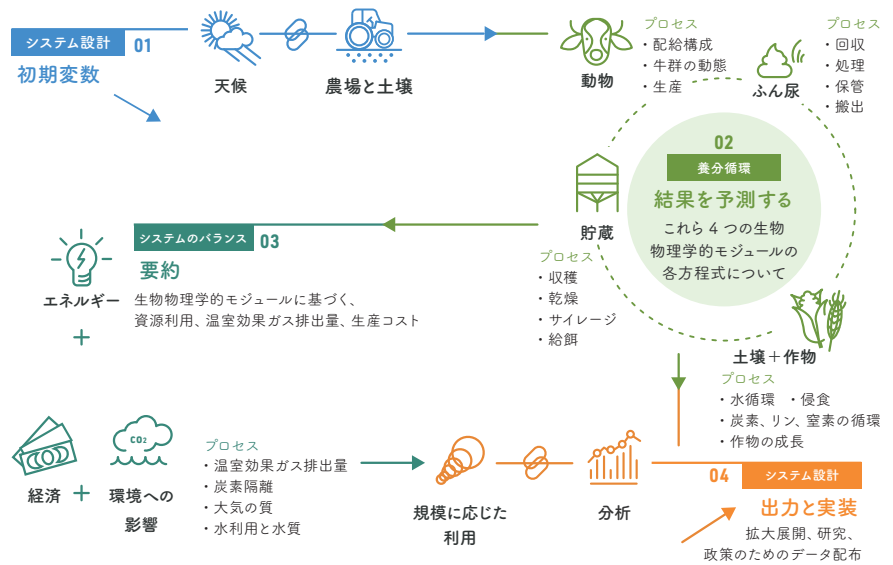 システム設計 01
初期変数
天候
農場と土壌
動物
プロセス
・配給構成
・牛群の動態
・生産
ふん尿
プロセス
・回収
・処理
・保管
・搬出
02
養分循環
結果を予測する
これら 4 つの生物
物理学的モジュールの
各方程式について
貯蔵
プロセス
・収穫
・乾燥
・サイレージ
・給餌
土壌＋作物
プロセス
・水循環 ・侵食
・炭素、リン、窒素の循環
・作物の成長
システムのバランス 03
要約
生物物理学的モジュールに基づく、
資源利用、温室効果ガス排出量、生産コスト
エネルギー
+
経済
+
環境への
影響
CO2
プロセス
・温室効果ガス排出量
・炭素隔離
・大気の質
・水利用と水質
規模に応じた
利用
分析
04 システム設計
出力と実装
拡大展開、研究、
政策のためのデータ配布